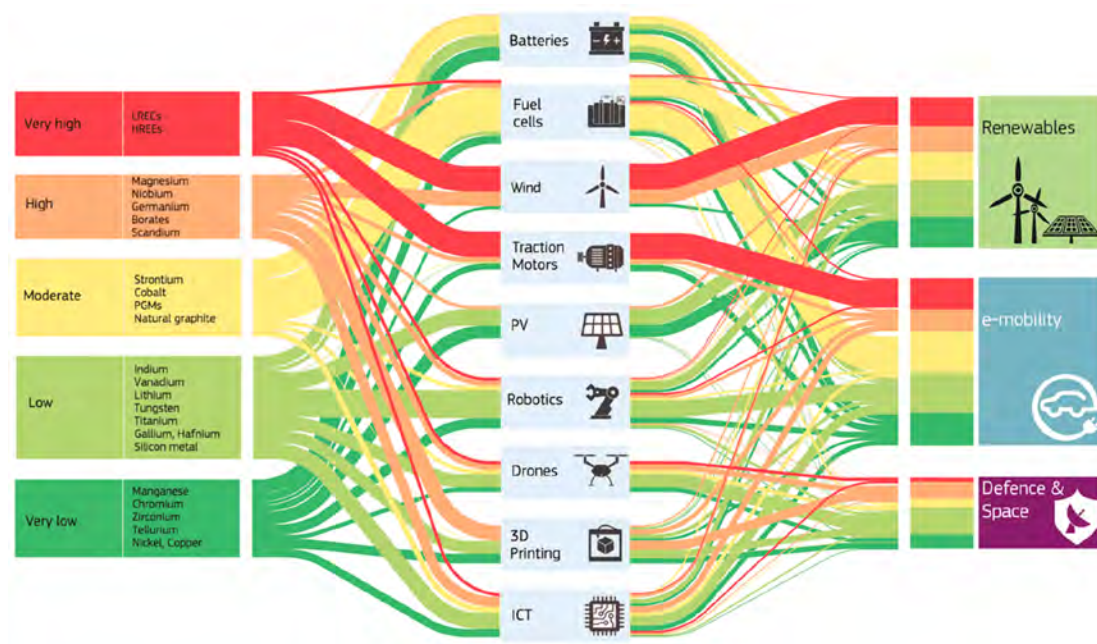 Very high
LRECs
HREEs
High
Magnesium
Niobium
Germanium
Borates
Scandium
Moderate
Strontium
Cobalt
PGMs
Natural graphite
Low
Indium
Vanadium
Lithium
Tungsten
Titanium
Gallium, Hafnium
Silicon metal
Very low
Manganese
Chromium
Zirconium
Tellurium
Nickel, Copper
Batteries
Fuel
cells
Wind
Traction
Motors
PV
Robotics
Drones
3D
Printing
ICT
Renewables
e-mobility
Defence &
Space